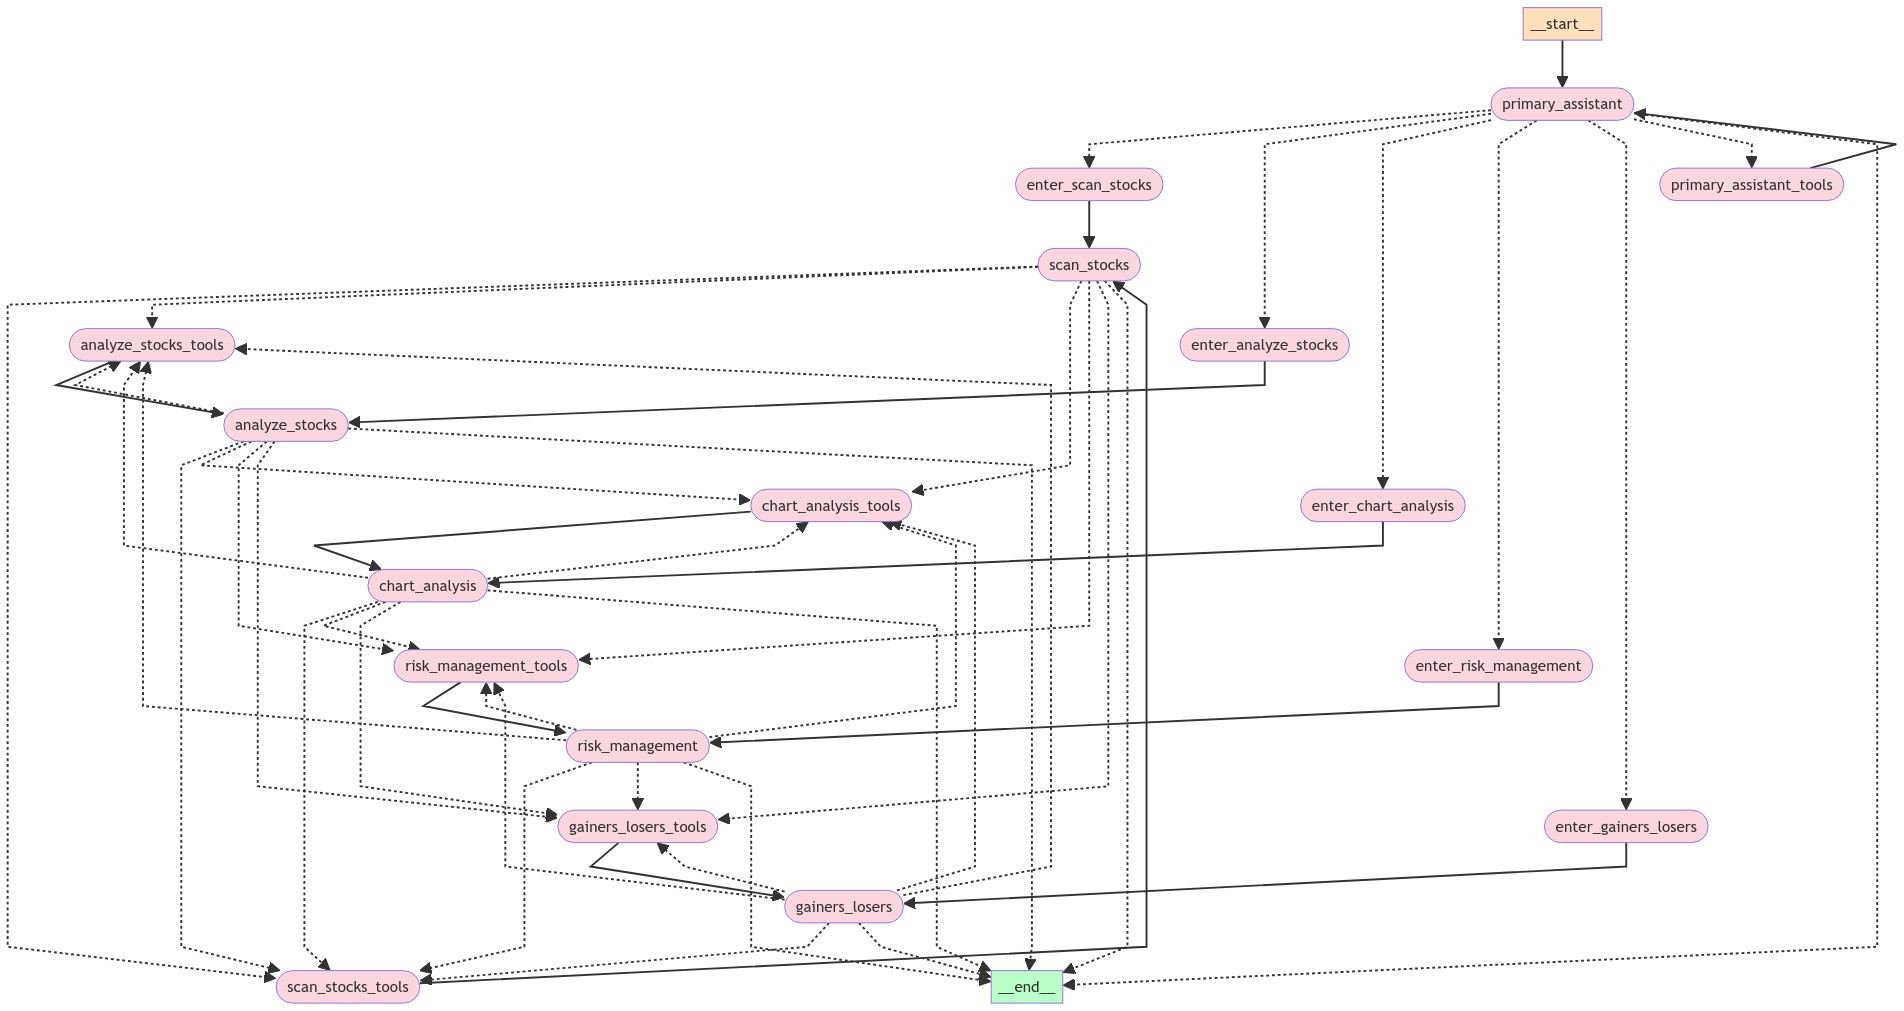 __start__
primary_assistant
enter_scan_stocks
primary_assistant_tools
scan_stocks
analyze_stocks_tools
enter_analyze_stocks
analyze_stocks
chart_analysis_tools
enter_chart_analysis
chart_analysis
risk_management_tools
enter_risk_management
risk_management
gainers_losers_tools
enter_gainers_losers
gainers_losers
scan_stocks_tools
__end__